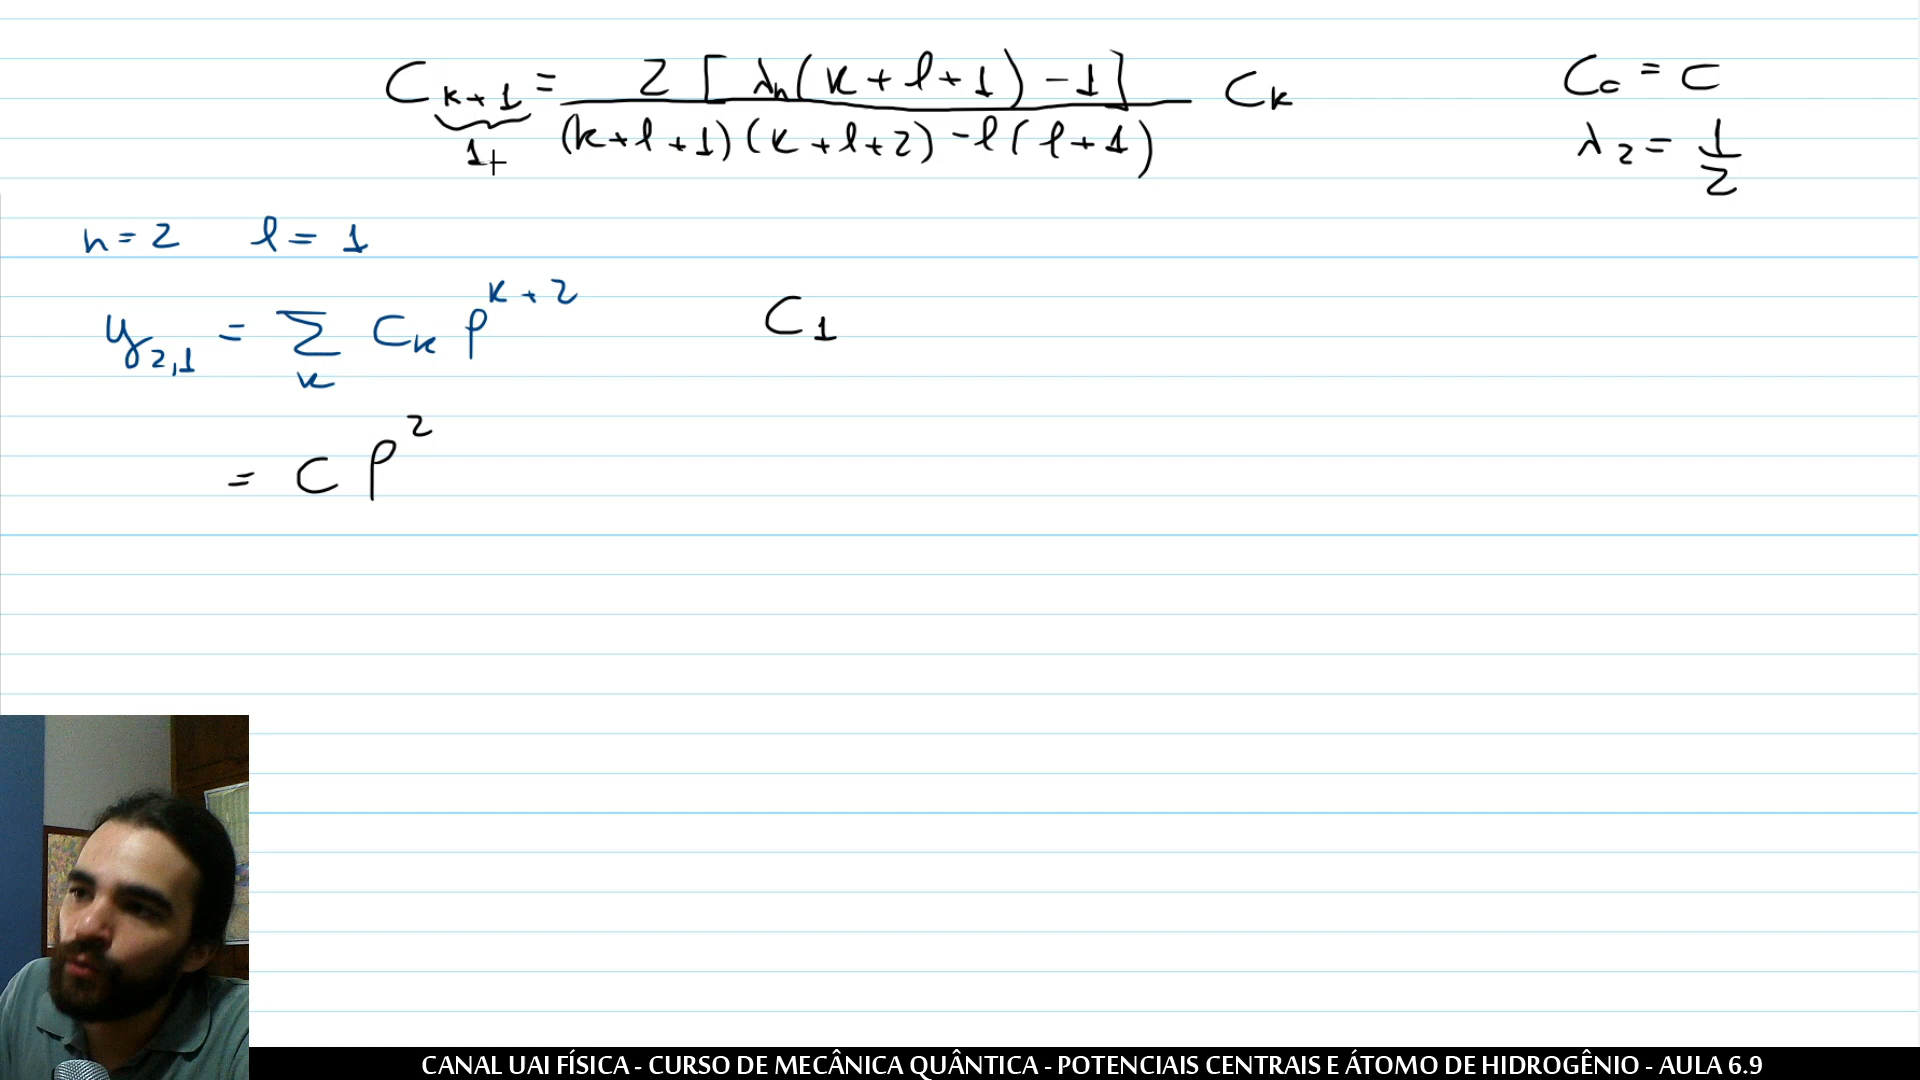 C_{k+1} = 2 [λ_n(k+l+1)-1] / (k+l+1)(k+l+2)-l(l+1) C_k
1+
C_0 = C
λ_2 = 1/2
n=2 l=1
y_{2,1} = Σ_k C_k ρ^{k+2}
C_1
= C ρ^2
CANAL UAI FÍSICA - CURSO DE MECÂNICA QUÂNTICA - POTENCIAIS CENTRAIS E ÁTOMO DE HIDROGÊNIO - AULA 6.9